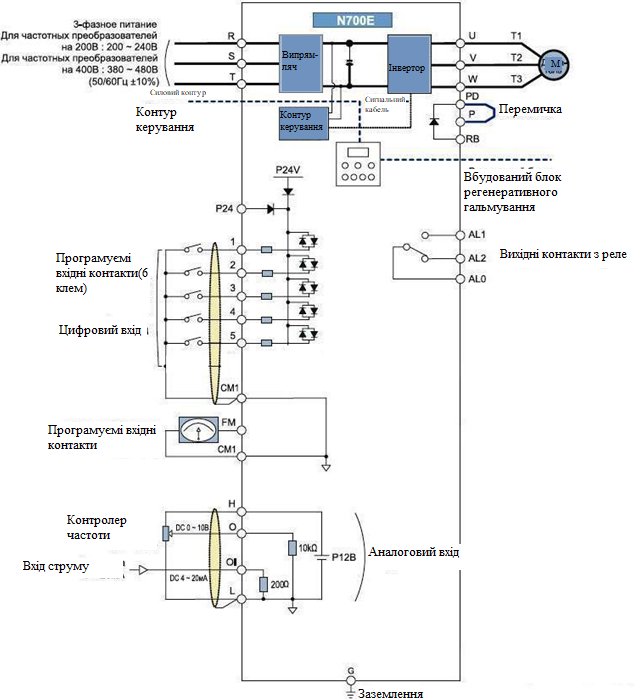 N700E
3-фазное питание
Для частотных преобразователей
на 200В : 200 ~ 240В
Для частотных преобразователей
на 400В : 380 ~ 480В
(50/60Гц ±10%)
R
S
T
Випрям-
ляч
Інвертор
U
V
W
T1
T2
T3
M
PD
P
RB
Перемичка
Силовий контур
Контур
керування
Контур
керування
Сигнальний
кабель
Вбудований блок
регенеративного
гальмування
P24V
P24
Програмуємі
вхідні контакти(6
клем)
Цифровий вхід
1
2
3
4
5
CM1
AL1
AL2
AL0
Вихідні контакти з реле
Програмуємі вхідні
контакти
FM
CM1
Контролер
частоти
Вхід струму
DC 0 ~ 10В
DC 4 ~ 20мА
H
O
OI
L
10kΩ
200Ω
P12B
Аналоговий вхід
G
Заземлення